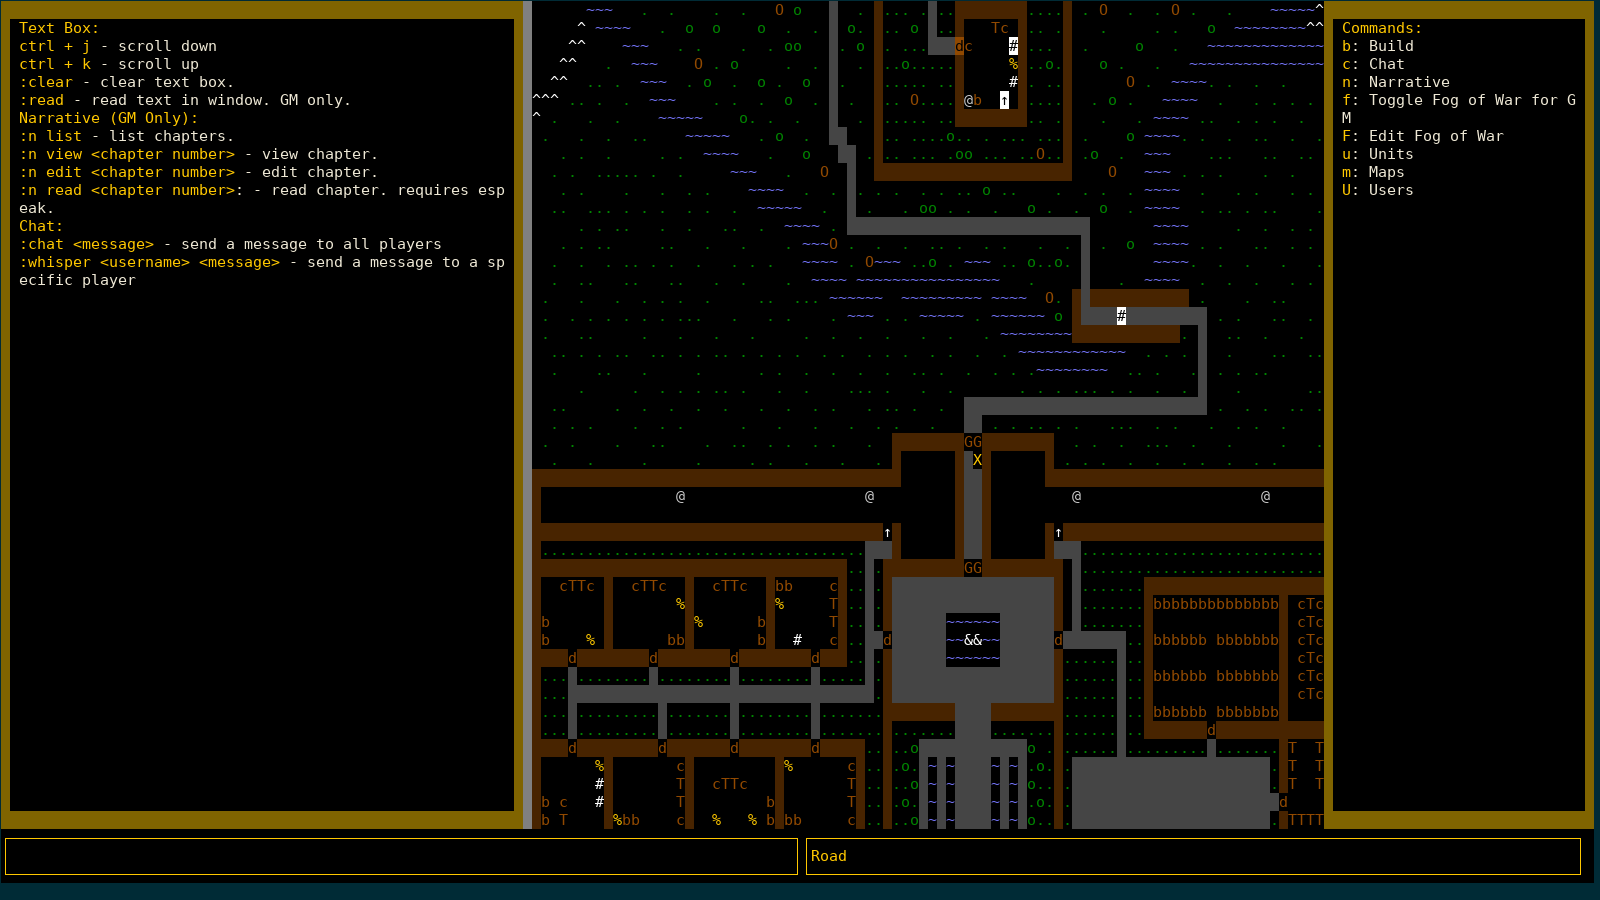 Text Box:
ctrl + j - scroll down
ctrl + k - scroll up
:clear - clear text box.
:read - read text in window. GM only.
Narrative (GM Only):
:n list - list chapters.
:n view <chapter number> - view chapter.
:n edit <chapter number> - edit chapter.
:n read <chapter number>: - read chapter. requires esp
eak.
Chat:
:chat <message> - send a message to all players
:whisper <username> <message> - send a message to a sp
ecific player
Commands:
b: Build
c: Chat
n: Narrative
f: Toggle Fog of War for G
M
F: Edit Fog of War
u: Units
m: Maps
U: Users
Road